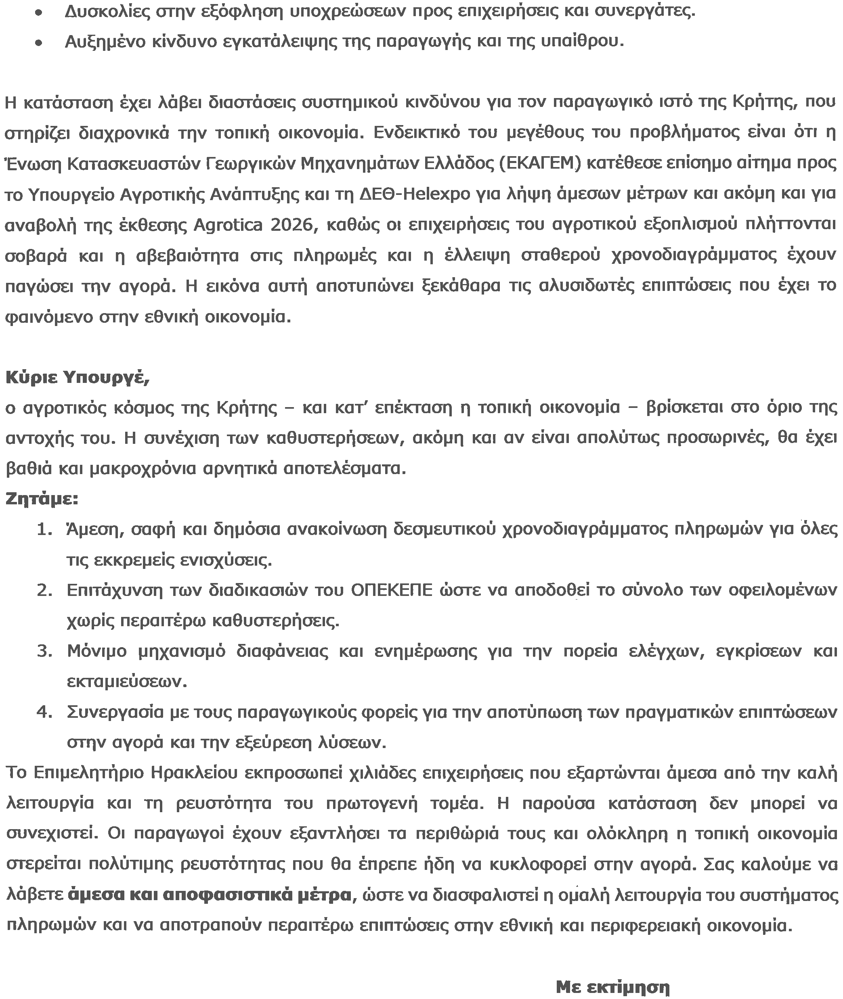 • Δυσκολίες στην εξόφληση υποχρεώσεων προς επιχειρήσεις και συνεργάτες.
• Αυξημένο κίνδυνο εγκατάλειψης της παραγωγής και της υπαίθρου.
Η κατάσταση έχει λάβει διαστάσεις συστημικού κινδύνου για τον παραγωγικό ιστό της Κρήτης, που
στηρίζει διαχρονικά την τοπική οικονομία. Ενδεικτικό του μεγέθους του προβλήματος είναι ότι η
Ένωση Κατασκευαστών Γεωργικών Μηχανημάτων Ελλάδος (ΕΚΑΓΕΜ) κατέθεσε επίσημο αίτημα προς
το Υπουργείο Αγροτικής Ανάπτυξης και τη ΔΕΘ-Helexpo για λήψη άμεσων μέτρων και ακόμη και για
αναβολή της έκθεσης Agrotica 2026, καθώς οι επιχειρήσεις του αγροτικού εξοπλισμού πλήττονται
σοβαρά και η αβεβαιότητα στις πληρωμές και η έλλειψη σταθερού χρονοδιαγράμματος έχουν
παγώσει την αγορά. Η εικόνα αυτή αποτυπώνει ξεκάθαρα τις αλυσιδωτές επιπτώσεις που έχει το
φαινόμενο στην εθνική οικονομία.
Κύριε Υπουργέ,
ο αγροτικός κόσμος της Κρήτης – και κατ’ επέκταση η τοπική οικονομία – βρίσκεται στο όριο της
αντοχής του. Η συνέχιση των καθυστερήσεων, ακόμη και αν είναι απολύτως προσωρινές, θα έχει
βαθιά και μακροχρόνια αρνητικά αποτελέσματα.
Ζητάμε:
1. Άμεση, σαφή και δημόσια ανακοίνωση δεσμευτικού χρονοδιαγράμματος πληρωμών για όλες
τις εκκρεμείς ενισχύσεις.
2. Επιτάχυνση των διαδικασιών του ΟΠΕΚΕΠΕ ώστε να αποδοθεί το σύνολο των οφειλομένων
χωρίς περαιτέρω καθυστερήσεις.
3. Μόνιμο μηχανισμό διαφάνειας και ενημέρωσης για την πορεία ελέγχων, εγκρίσεων και
εκταμιεύσεων.
4. Συνεργασία με τους παραγωγικούς φορείς για την αποτύπωση των πραγματικών επιπτώσεων
στην αγορά και την εξεύρεση λύσεων.
Το Επιμελητήριο Ηρακλείου εκπροσωπεί χιλιάδες επιχειρήσεις που εξαρτώνται άμεσα από την καλή
λειτουργία και τη ρευστότητα του πρωτογενή τομέα. Η παρούσα κατάσταση δεν μπορεί να
συνεχιστεί. Οι παραγωγοί έχουν εξαντλήσει τα περιθώριά τους και ολόκληρη η τοπική οικονομία
στερείται πολύτιμης ρευστότητας που θα έπρεπε ήδη να κυκλοφορεί στην αγορά. Σας καλούμε να
λάβετε άμεσα και αποφασιστικά μέτρα, ώστε να διασφαλιστεί η ομαλή λειτουργία του συστήματος
πληρωμών και να αποτραπούν περαιτέρω επιπτώσεις στην εθνική και περιφερειακή οικονομία.
Με εκτίμηση